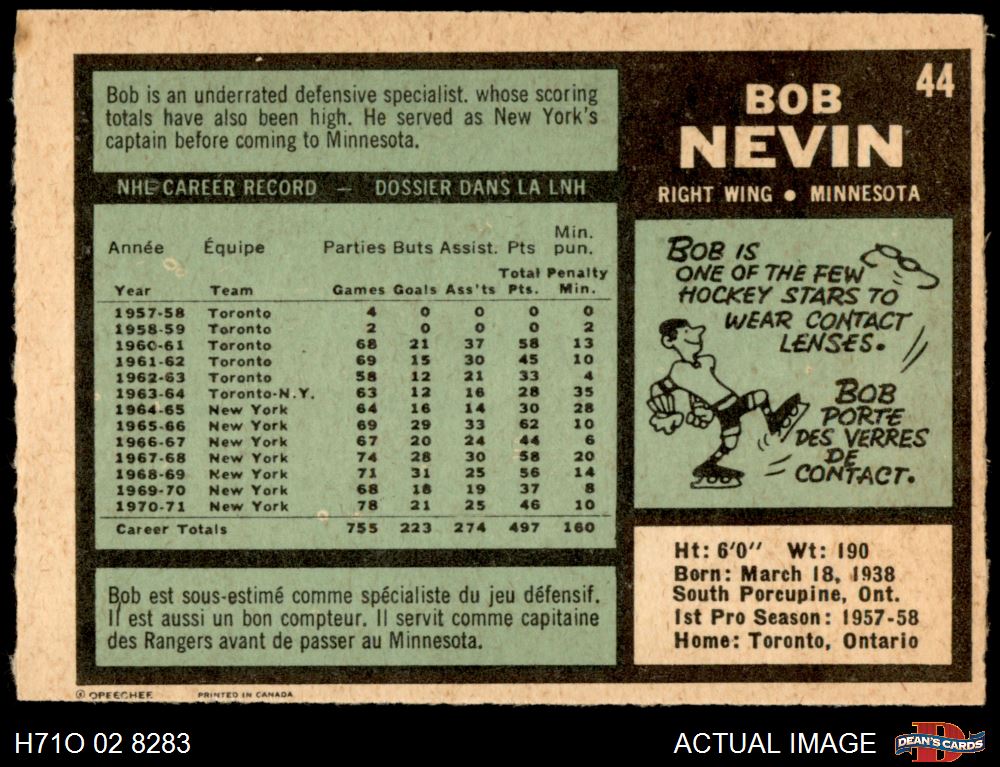 44
BOB
NEVIN
RIGHT WING ● MINNESOTA
Bob is an underrated defensive specialist. whose scoring
totals have also been high. He served as New York's
captain before coming to Minnesota.
NHL CAREER RECORD — DOSSIER DANS LA LNH
Année Équipe Parties Buts Assist. Pts Min. pun.
Year Team Games Goals Ass'ts Total Pts. Penalty Min.
1957-58 Toronto 4 0 0 0 0
1958-59 Toronto 2 0 0 0 2
1960-61 Toronto 68 21 37 58 13
1961-62 Toronto 69 15 30 45 10
1962-63 Toronto 58 12 21 33 4
1963-64 Toronto-N.Y. 63 12 16 28 35
1964-65 New York 64 16 14 30 28
1965-66 New York 69 29 33 62 10
1966-67 New York 67 20 24 44 6
1967-68 New York 74 28 30 58 20
1968-69 New York 71 31 25 56 14
1969-70 New York 68 18 19 37 8
1970-71 New York 78 21 25 46 10
Career Totals 755 223 274 497 160
Bob est sous-estimé comme spécialiste du jeu défensif.
Il est aussi un bon compteur. Il servit comme capitaine
des Rangers avant de passer au Minnesota.
BOB IS
ONE OF THE FEW
HOCKEY STARS TO
WEAR CONTACT
LENSES.
BOB
PORTE
DES VERRES
DE
CONTACT.
Ht: 6'0" Wt: 190
Born: March 18, 1938
South Porcupine, Ont.
1st Pro Season: 1957-58
Home: Toronto, Ontario
© OPEECHEE PRINTED IN CANADA
H71O 02 8283
ACTUAL IMAGE
D
DEAN'S CARDS